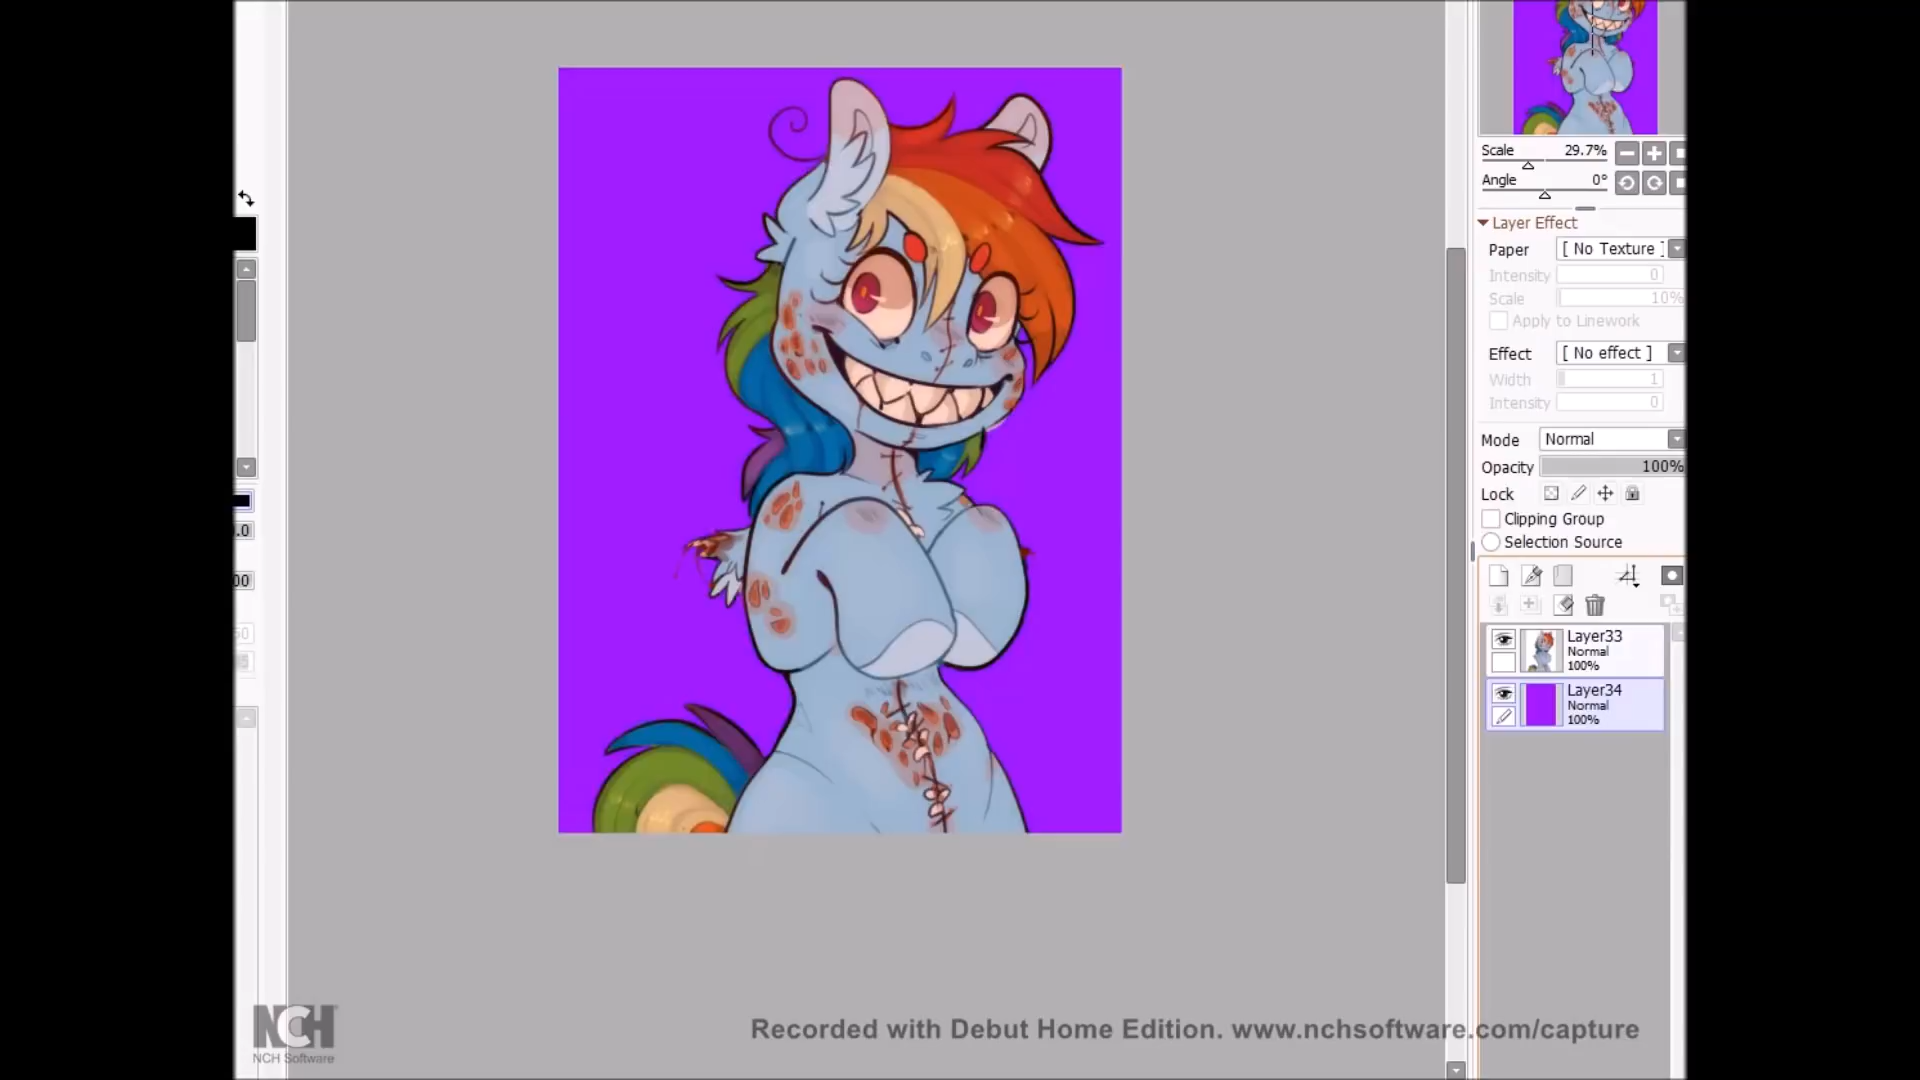 Scale 29.7%
Angle 0°
Layer Effect
Paper [ No Texture ]
Intensity 0
Scale 10%
Apply to Linework
Effect [ No effect ]
Width 1
Intensity 0
Mode Normal
Opacity 100%
Lock
Clipping Group
Selection Source
.0
00
Layer33
Normal
100%
Layer34
Normal
100%
NCH
NCH Software
Recorded with Debut Home Edition. www.nchsoftware.com/capture